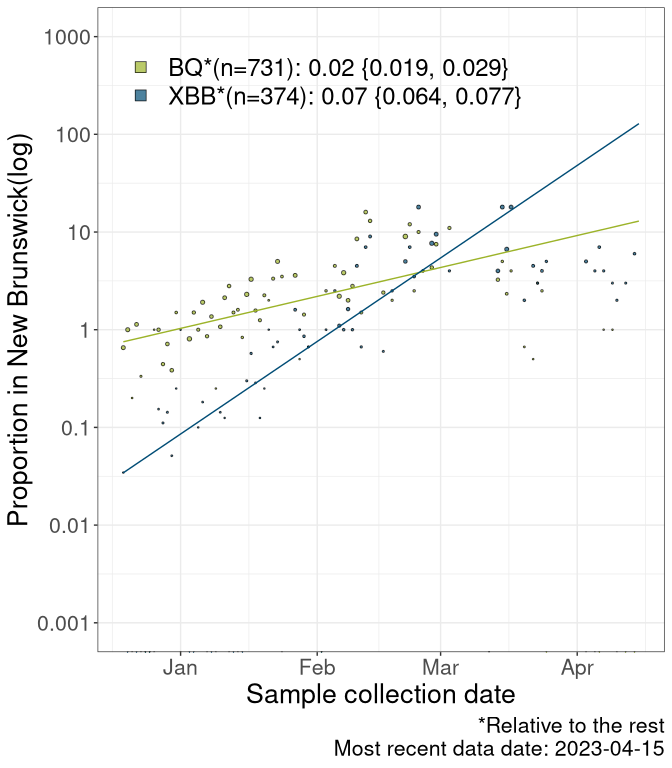 1000
100
10
1
0.1
0.01
0.001
Proportion in New Brunswick(log)
BQ*(n=731): 0.02 {0.019, 0.029}
XBB*(n=374): 0.07 {0.064, 0.077}
Jan Feb Mar Apr
Sample collection date
*Relative to the rest
Most recent data date: 2023-04-15